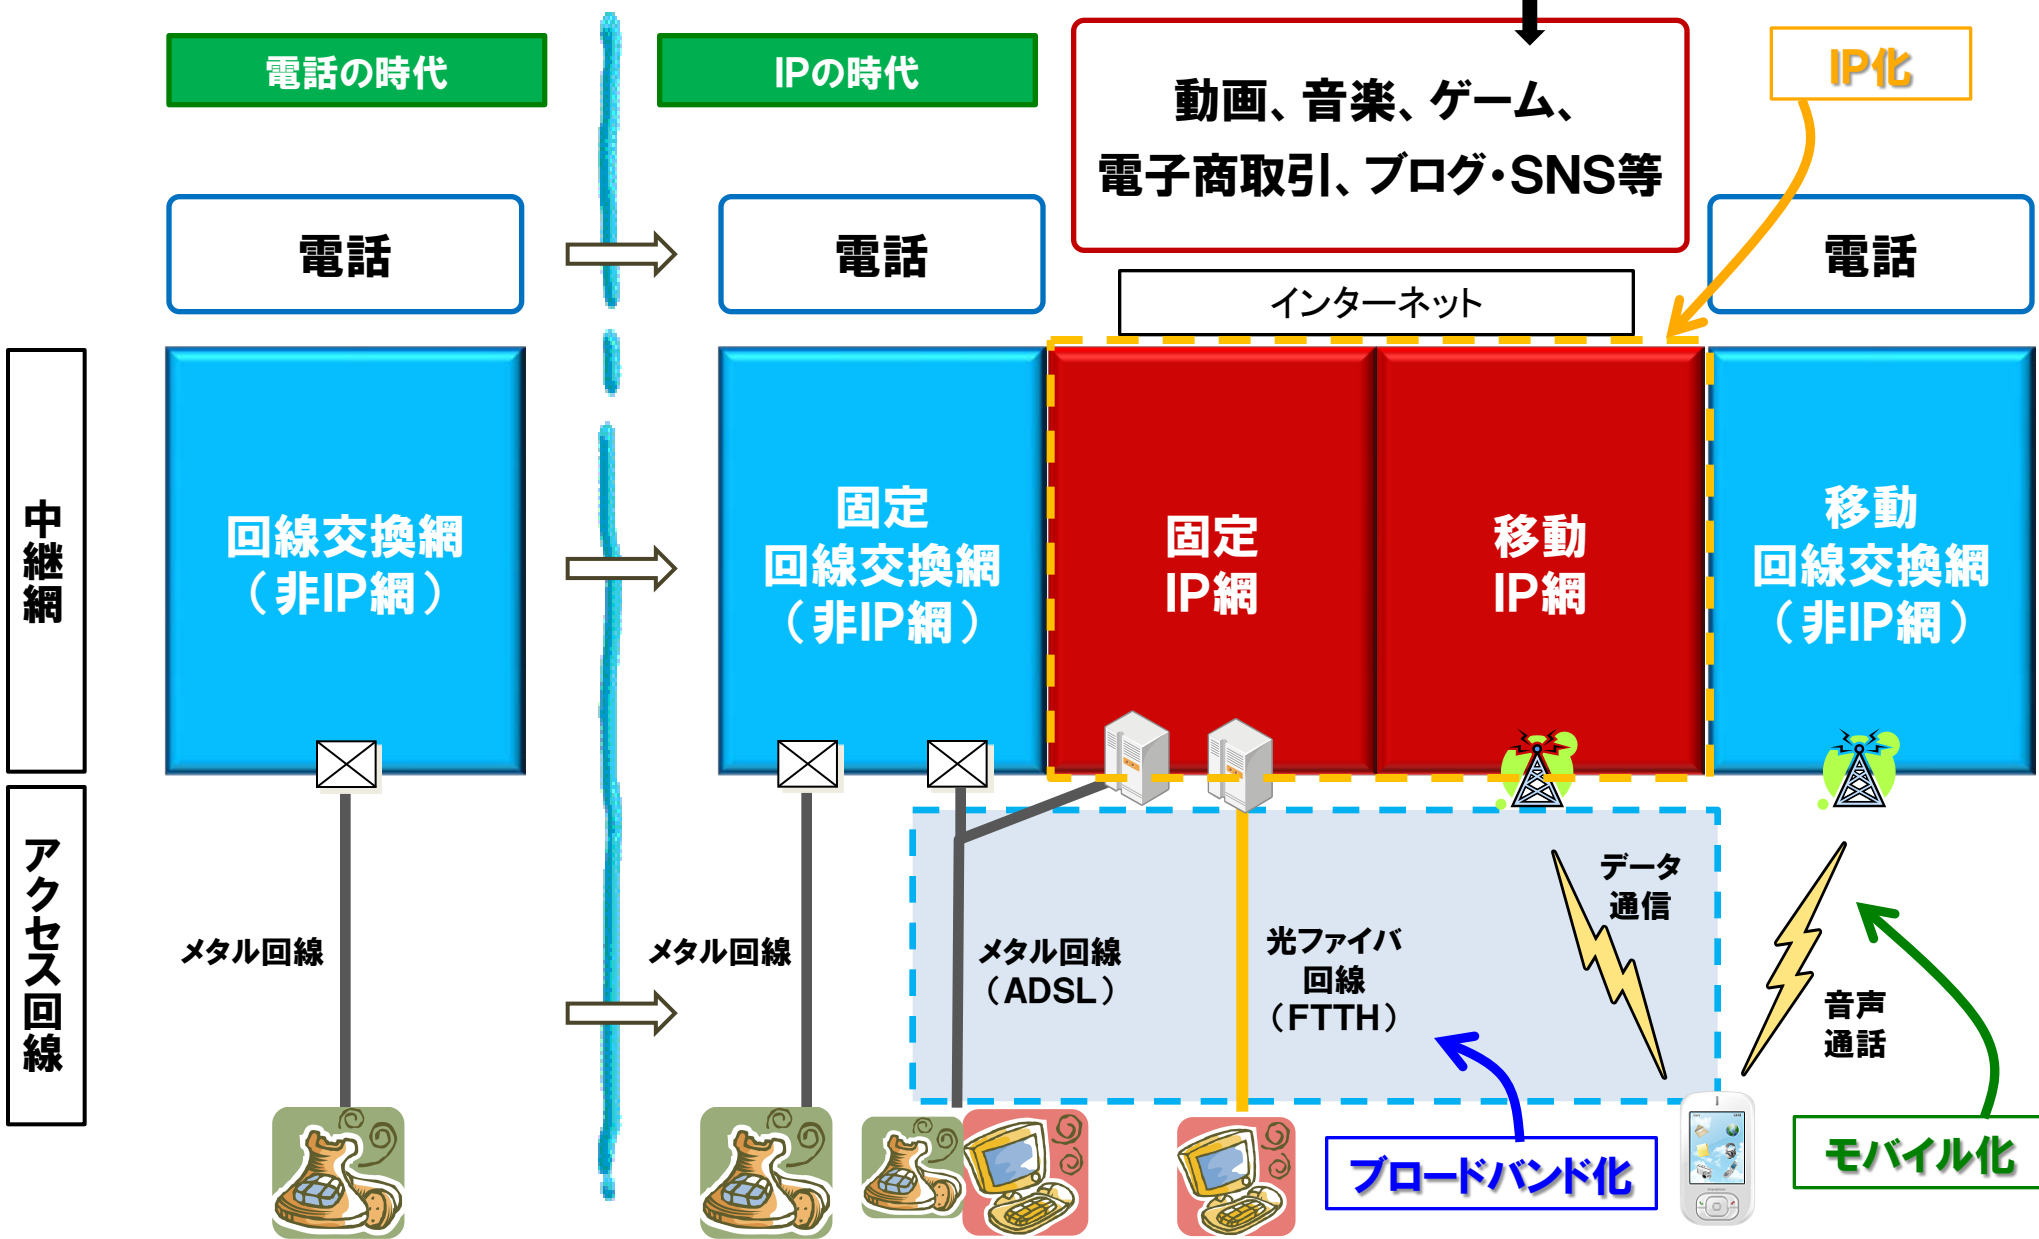 電話の時代
IPの時代
動画、音楽、ゲーム、
電子商取引、ブログ・SNS等
IP化
電話
電話
電話
インターネット
中継網
回線交換網
（非IP網）
固定
回線交換網
（非IP網）
固定
IP網
移動
IP網
移動
回線交換網
（非IP網）
アクセス回線
メタル回線
メタル回線
メタル回線
（ADSL）
光ファイバ
回線
（FTTH）
データ
通信
音声
通話
ブロードバンド化
モバイル化